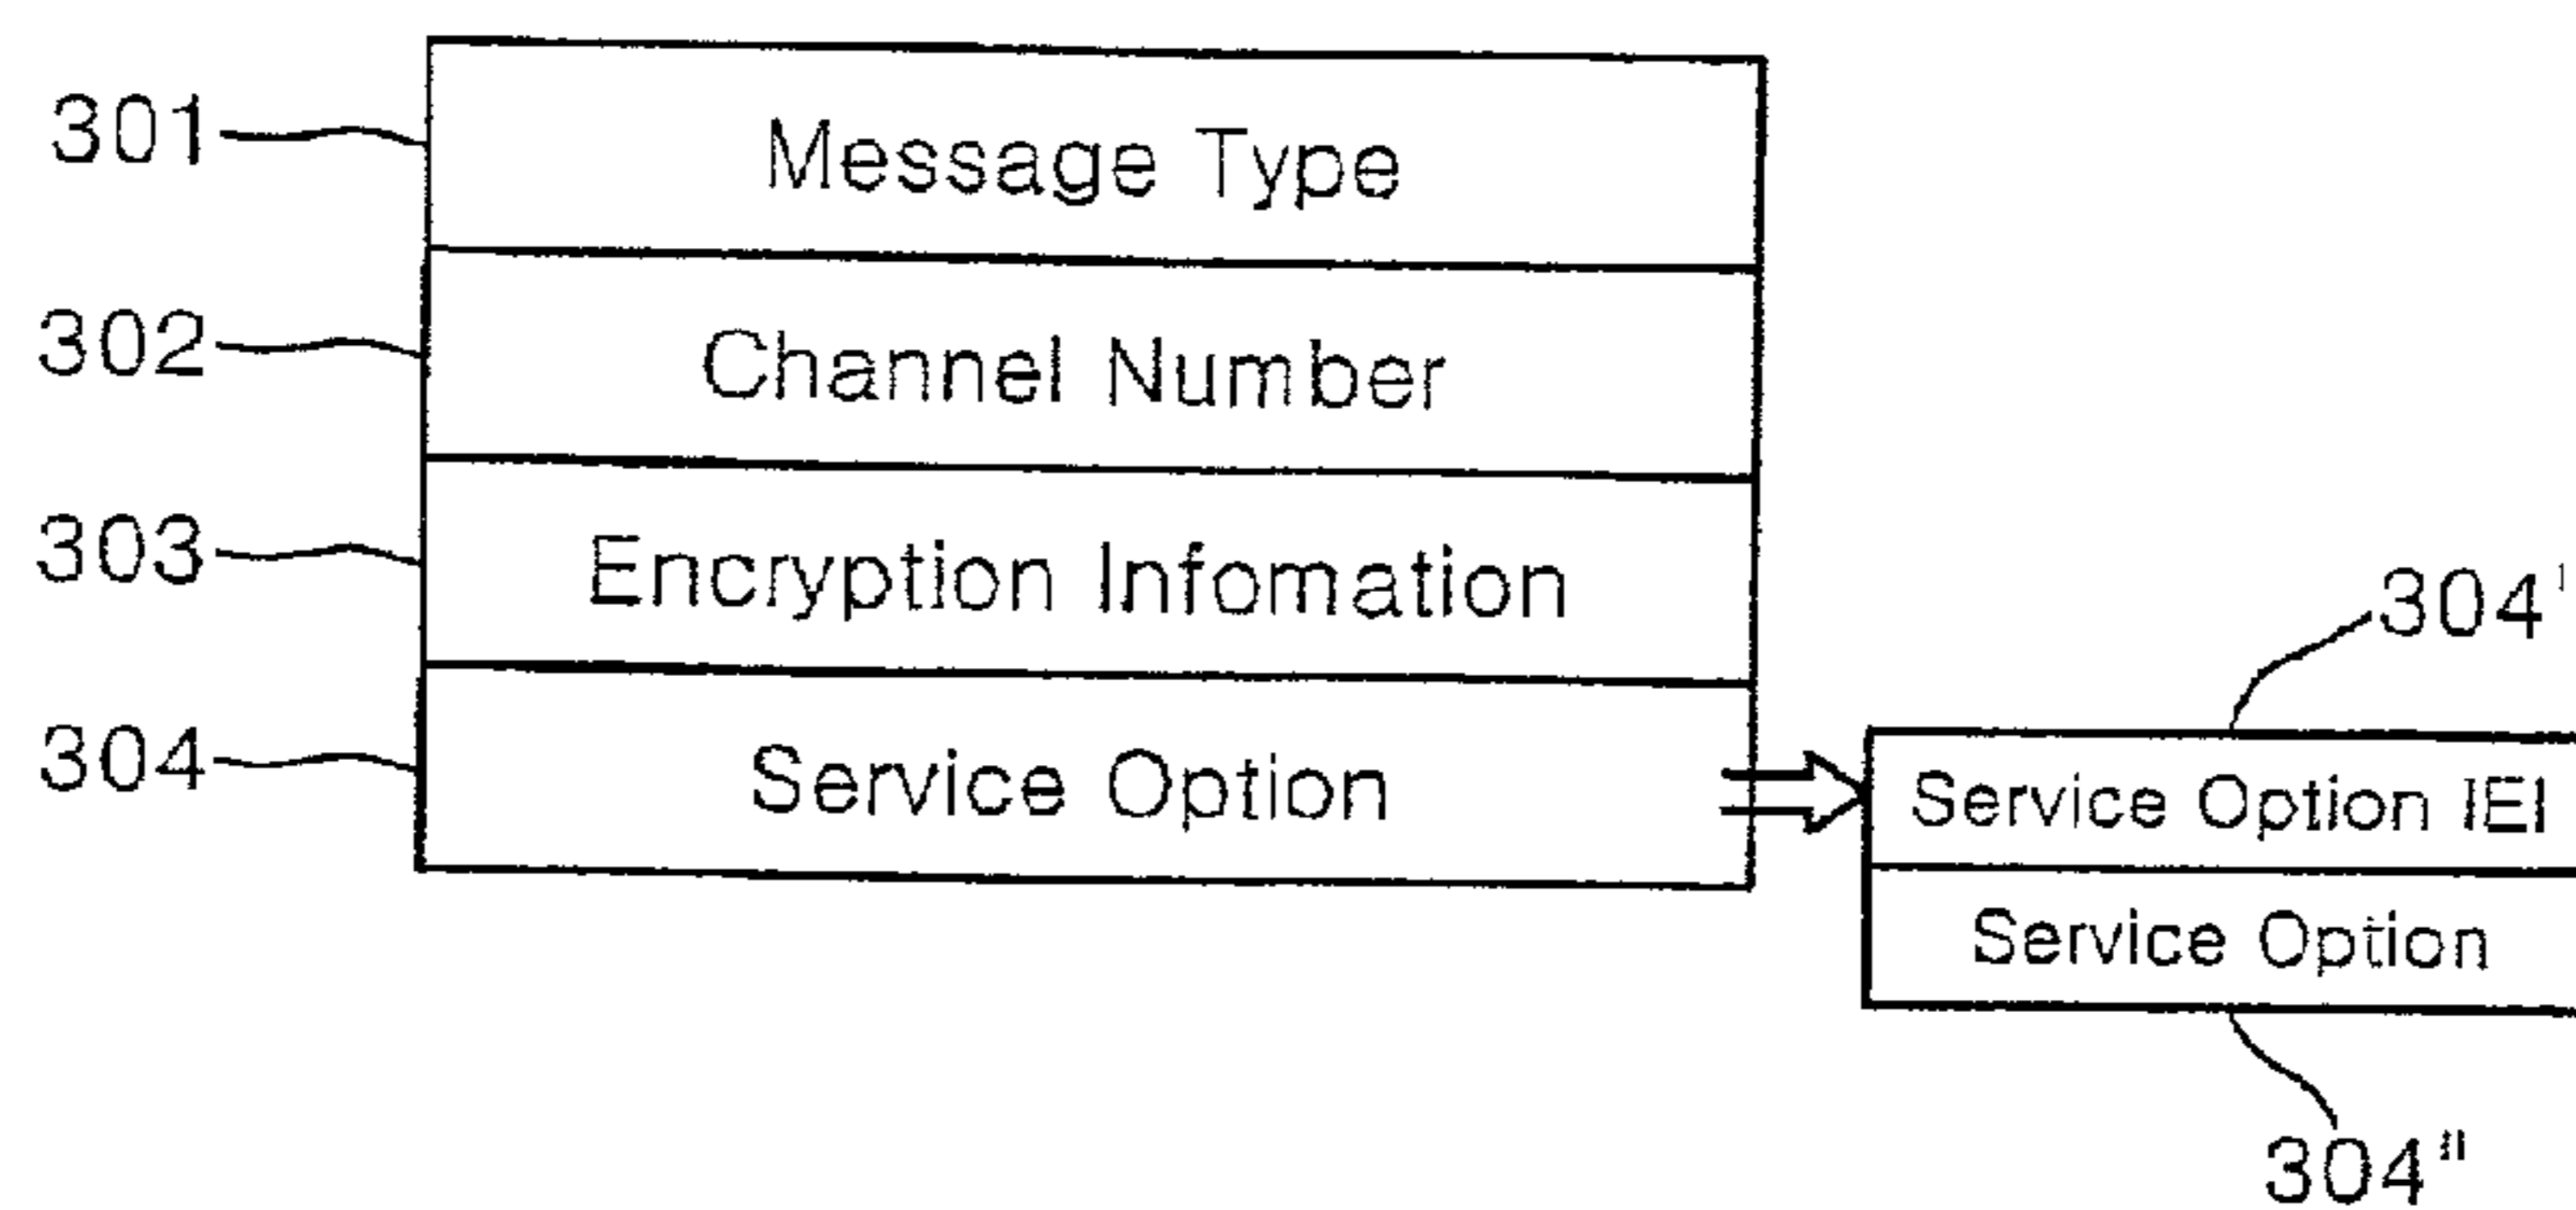 301 Message Type
302 Channel Number
303 Encryption Infomation
304 Service Option
304'
Service Option IEI
Service Option
304"